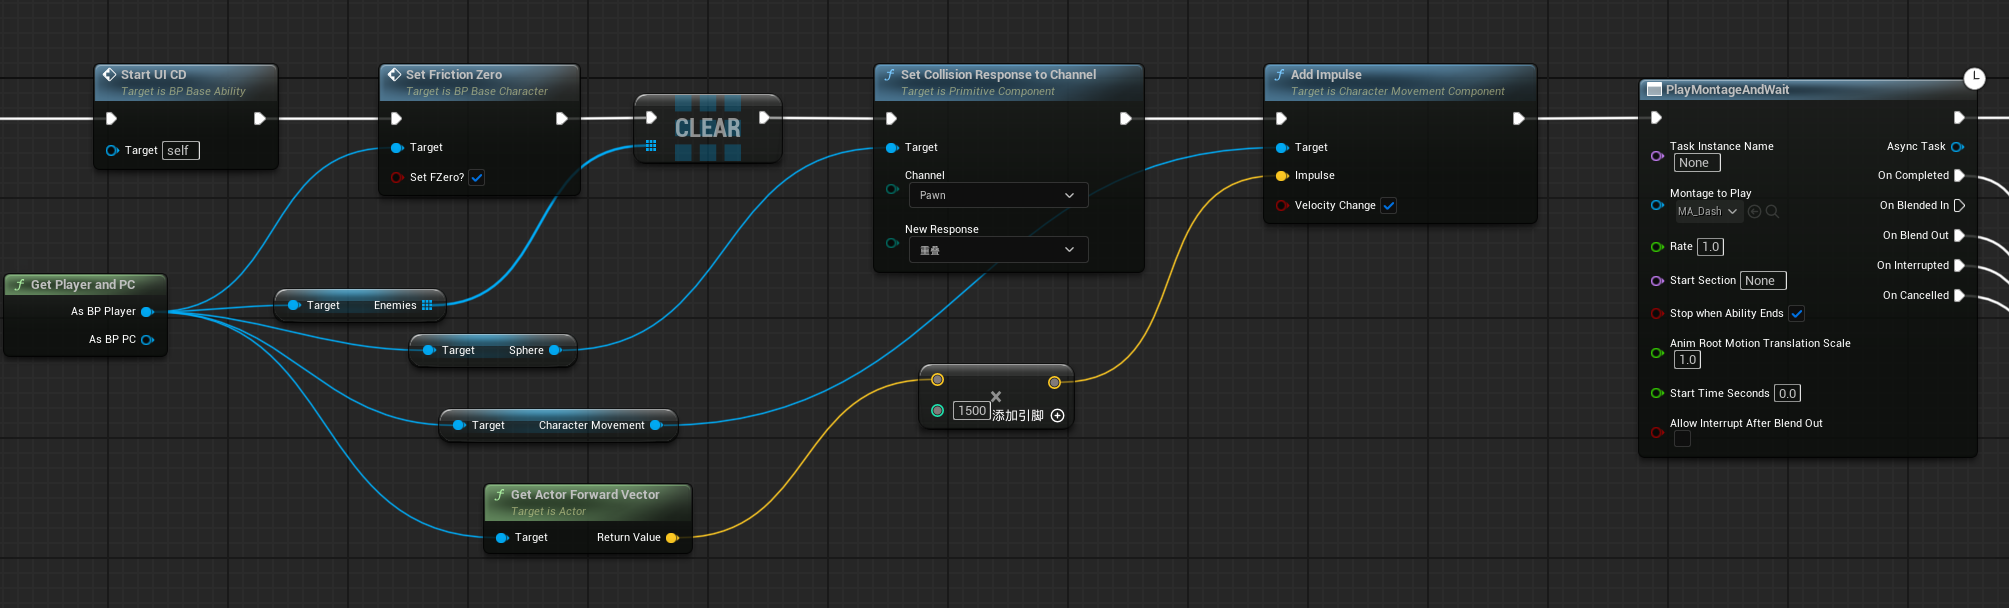 Start UI CD
Target is BP Base Ability
Target self
Set Friction Zero
Target is BP Base Character
Target
Set FZero?
CLEAR
Set Collision Response to Channel
Target is Primitive Component
Target
Channel
Pawn
New Response
重叠
Add Impulse
Target is Character Movement Component
Target
Impulse
Velocity Change
PlayMontageAndWait
Task Instance Name
None
Montage to Play
MA_Dash
Rate 1.0
Start Section None
Stop when Ability Ends
Anim Root Motion Translation Scale
1.0
Start Time Seconds 0.0
Allow Interrupt After Blend Out
Async Task
On Completed
On Blended In
On Blend Out
On Interrupted
On Cancelled
Get Player and PC
As BP Player
As BP PC
Target Enemies
Target Sphere
Target Character Movement
1500 添加引脚
Get Actor Forward Vector
Target is Actor
Target Return Value